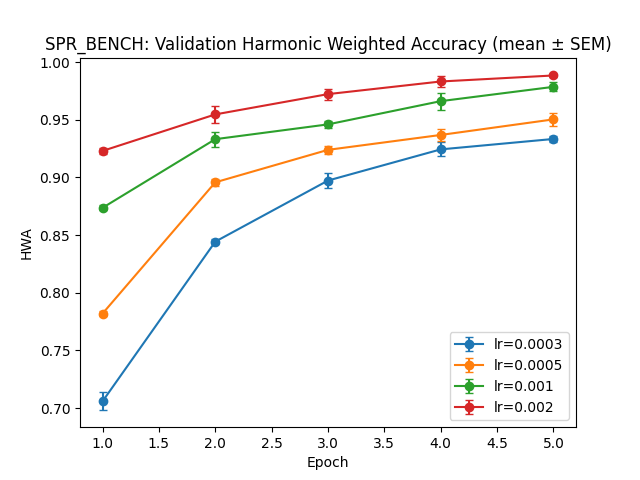 SPR_BENCH: Validation Harmonic Weighted Accuracy (mean ± SEM)
1.00
0.95
0.90
0.85
0.80
0.75
0.70
HWA
1.0 1.5 2.0 2.5 3.0 3.5 4.0 4.5 5.0
Epoch
lr=0.0003
lr=0.0005
lr=0.001
lr=0.002